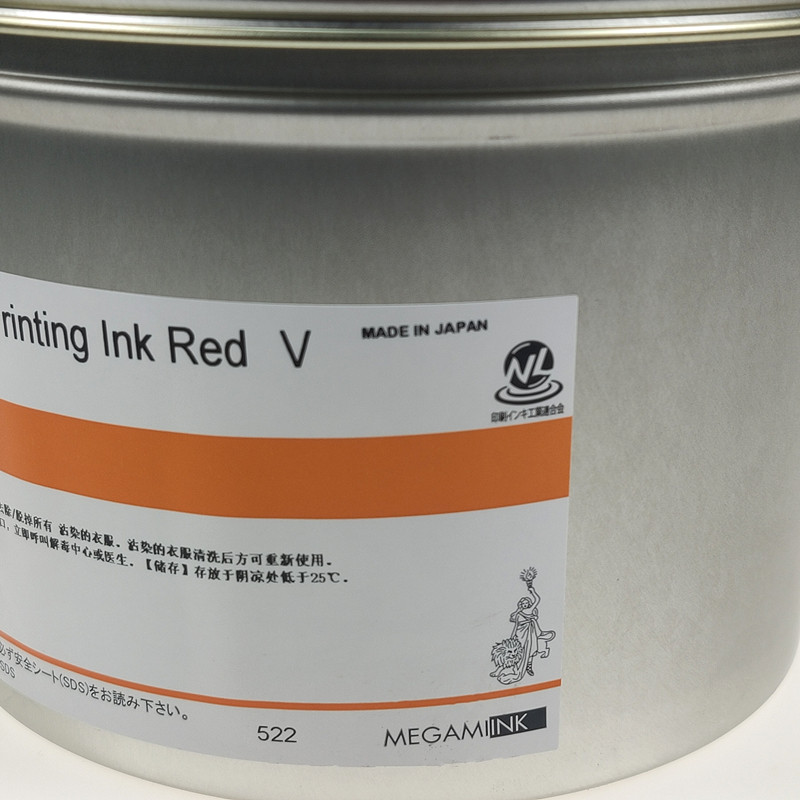 rinting Ink Red V
MADE IN JAPAN
NL
印刷インキ工業連合会
去除/脱掉所有 沾染的衣服。沾染的衣服清洗后方可重新使用。
口,立即呼叫解毒中心或医生。【储存】存放于阴凉处低于25℃。
必ず安全シート(SDS)をお読み下さい。
SDS
522
MEGAMIINK